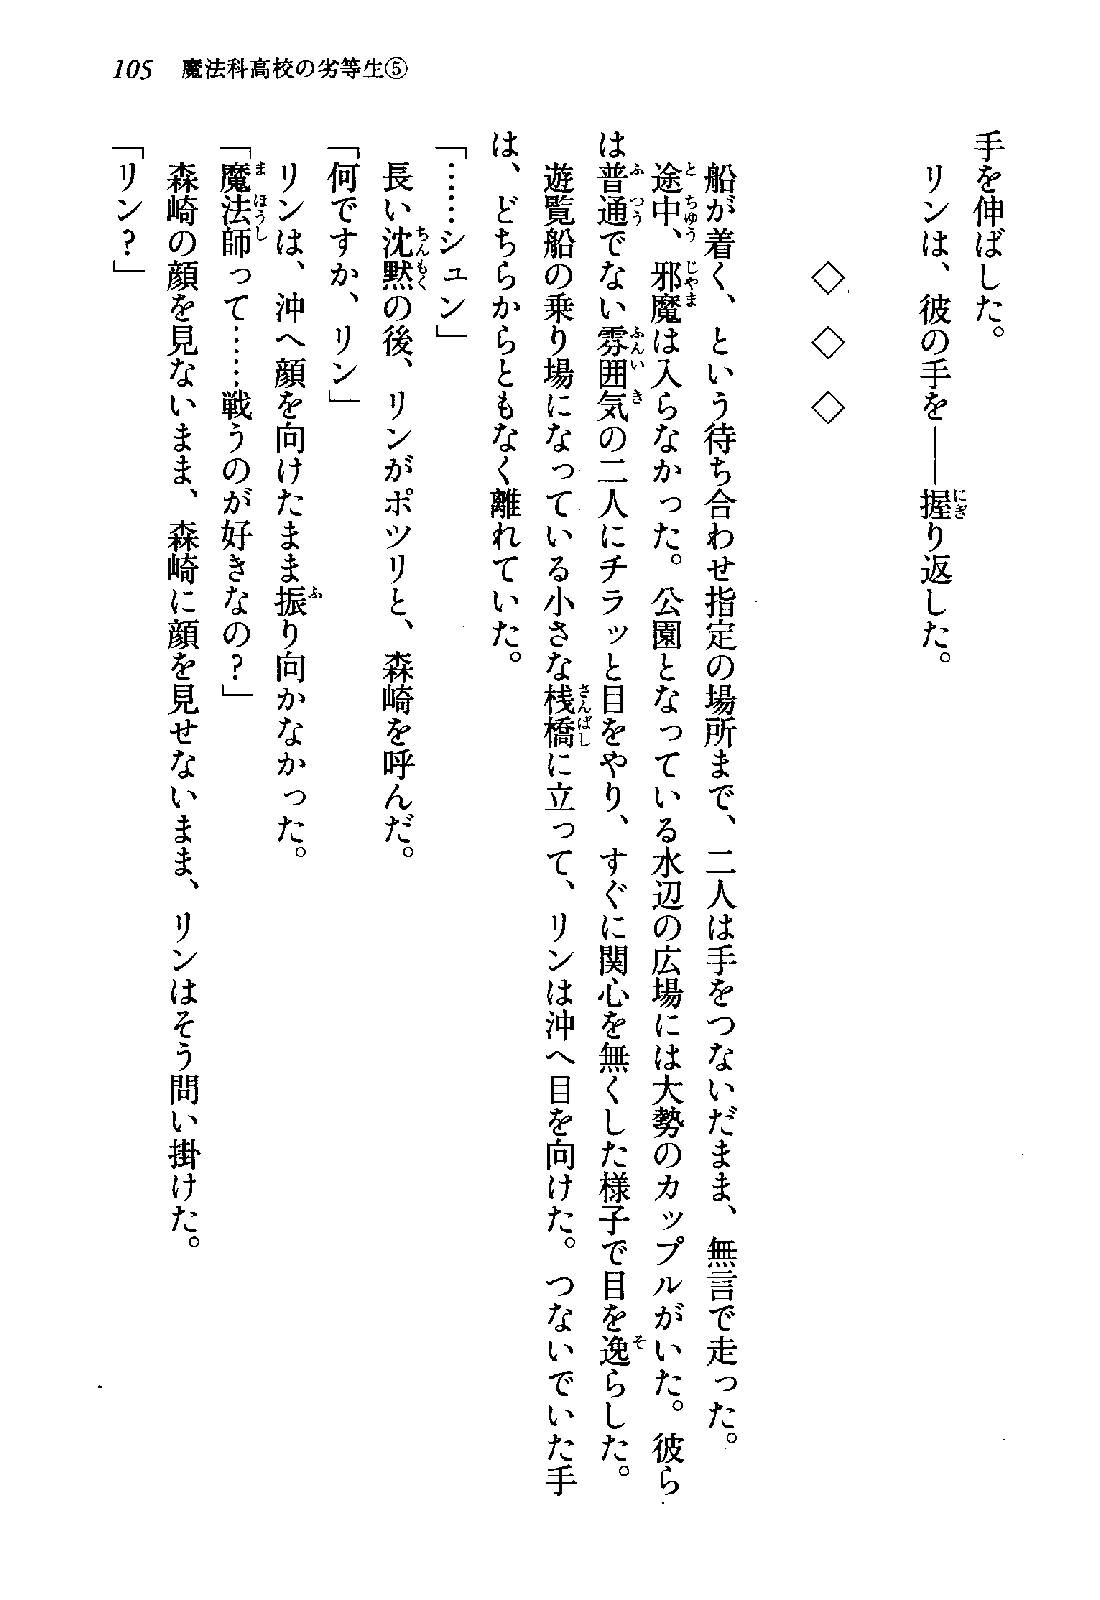 105 魔法科高校の劣等生⑤
手を伸ばした。
リンは、彼の手を――握り返した。
◇ ◇ ◇
船が着く、という待ち合わせ指定の場所まで、二人は手をつないだまま、無言で走った。
途中、邪魔は入らなかった。公園となっている水辺の広場には大勢のカップルがいた。彼ら
は普通でない雰囲気の二人にチラッと目をやり、すぐに関心を無くした様子で目を逸らした。
遊覧船の乗り場になっている小さな桟橋に立って、リンは沖へ目を向けた。つないでいた手
は、どちらからともなく離れていた。
「……シュン」
長い沈黙の後、リンがポツリと、森崎を呼んだ。
「何ですか、リン」
リンは、沖へ顔を向けたまま振り向かなかった。
「魔法師って……戦うのが好きなの？」
森崎の顔を見ないまま、森崎に顔を見せないまま、リンはそう問い掛けた。
「リン？」